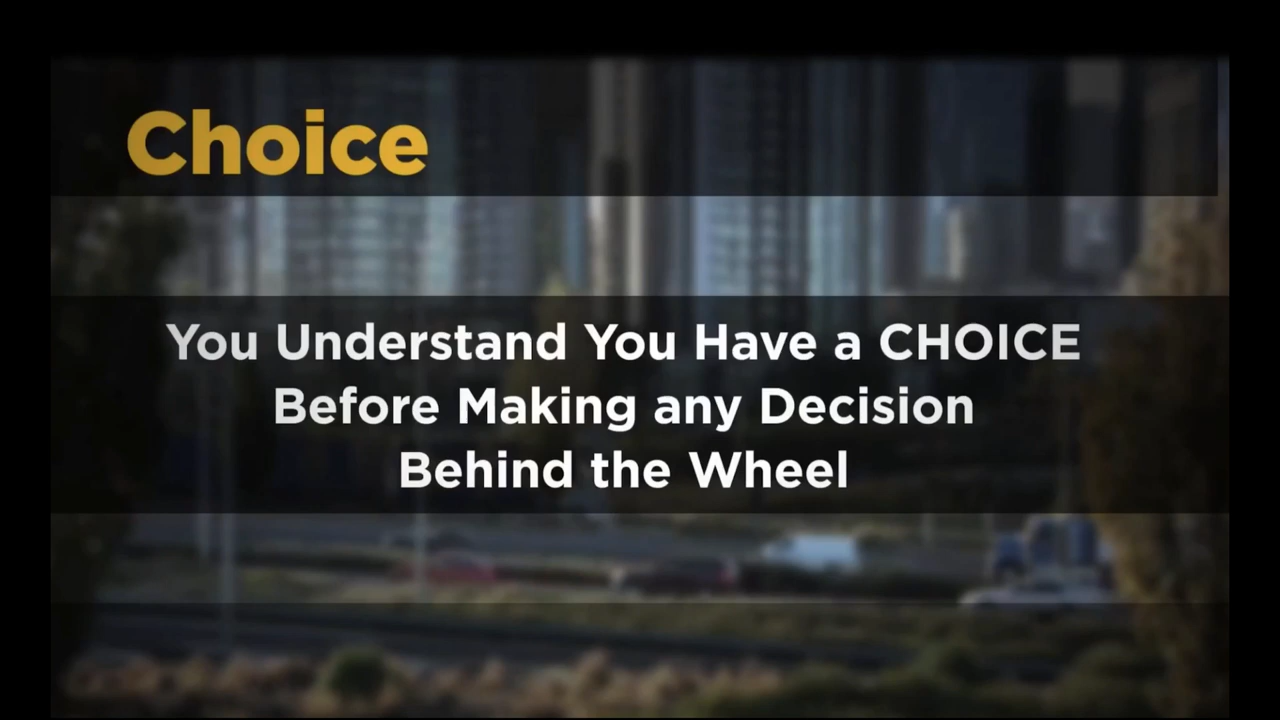 Choice
You Understand You Have a CHOICE
Before Making any Decision
Behind the Wheel